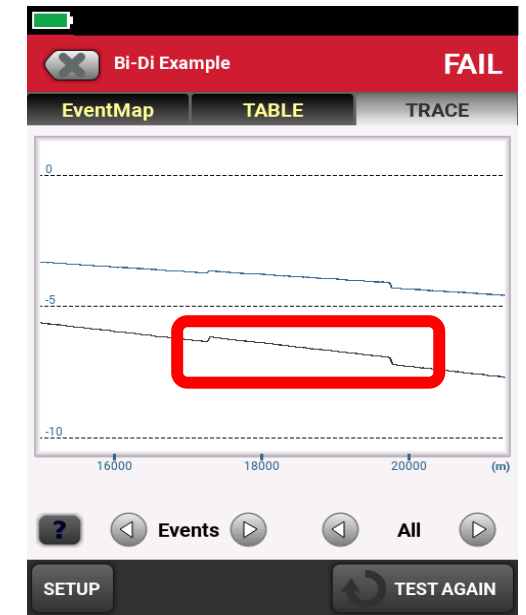 Bi-Di Example FAIL
EventMap TABLE TRACE
0
-5
-10
16000 18000 20000 (m)
? Events All
SETUP TEST AGAIN